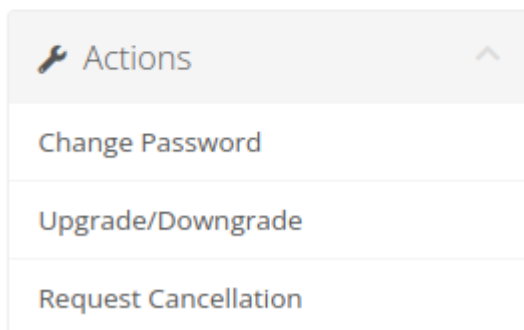 Actions
Change Password
Upgrade/Downgrade
Request Cancellation